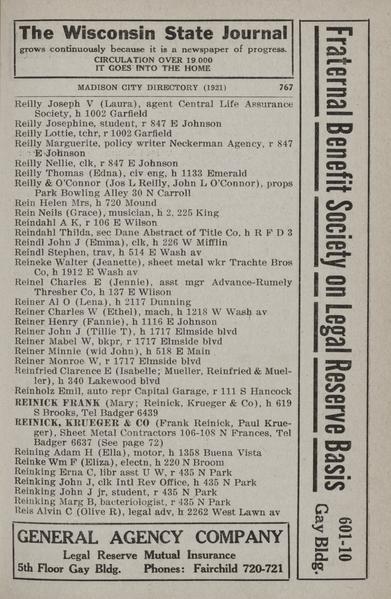 The Wisconsin State Journal
grows continuously because it is a newspaper of progress.
CIRCULATION OVER 19.000
IT GOES INTO THE HOME
MADISON CITY DIRECTORY (1921) 767
Reilly Joseph V (Laura), agent Central Life Assurance
Society, h 1002 Garfield
Reilly Josephine, student, r 847 E Johnson
Reilly Lottie, tchr, r 1002 Garfield
Reilly Marguerite, policy writer Neckerman Agency, r 847
E Johnson
Reilly Nellie, clk, r 847 E Johnson
Reilly Thomas (Edna), civ eng, h 1133 Emerald
Reilly & O'Connor (Jos L Reilly, John L O'Connor), props
Park Bowling Alley 30 N Carroll
Rein Helen Mrs, h 720 Mound
Rein Neils (Grace), musician, h 2, 225 King
Reindahl A K, r 106 E Wilson
Reindahl Thilda, sec Dane Abstract of Title Co, h R F D 3
Reindl John J (Emma), clk, h 226 W Mifflin
Reindl Stephen, trav, h 514 E Wash av
Reineke Walter (Jeanette), sheet metal wkr Trachte Bros
Co, h 1912 E Wash av
Reinel Charles E (Jennie), asst mgr Advance-Rumely
Thresher Co, h 137 E Wilson
Reiner Al O (Lena), h 2117 Dunning
Reiner Charles W (Ethel), mach, h 1218 W Wash av
Reiner Henry (Fannie), h 1116 E Johnson
Reiner John J (Tillie T), h 1717 Elmside blvd
Reiner Mabel W, bkpr, r 1717 Elmside blvd
Reiner Minnie (wid John), h 518 E Main
Reiner Monroe W, r 1717 Elmside blvd
Reinfried Clarence E (Isabelle; Mueller, Reinfried & Muel-
ler), h 340 Lakewood blvd
Reinholz Emil, auto repr Capital Garage, r 111 S Hancock
REINICK FRANK (Mary; Reinick, Krueger & Co), h 619
S Brooks, Tel Badger 6439
REINICK, KRUEGER & CO (Frank Reinick, Paul Krue-
ger), Sheet Metal Contractors 106-108 N Frances, Tel
Badger 6637 (See page 72)
Reining Adam H (Ella), motor, h 1358 Buena Vista
Reinke Wm F (Eliza), electn, h 220 N Broom
Reinking Erna C, libr asst U W, r 435 N Park
Reinking John J, clk Intl Rev Office, h 435 N Park
Reinking John J jr, student, r 435 N Park
Reinking Marg B, bacteriologist, r 435 N Park
Reis Alvin C (Olive R), legal adv, h 2262 West Lawn av
GENERAL AGENCY COMPANY
Legal Reserve Mutual Insurance
5th Floor Gay Bldg. Phones: Fairchild 720-721
Fraternal Benefit Society on Legal Reserve Basis
601-10
Gay Bldg.